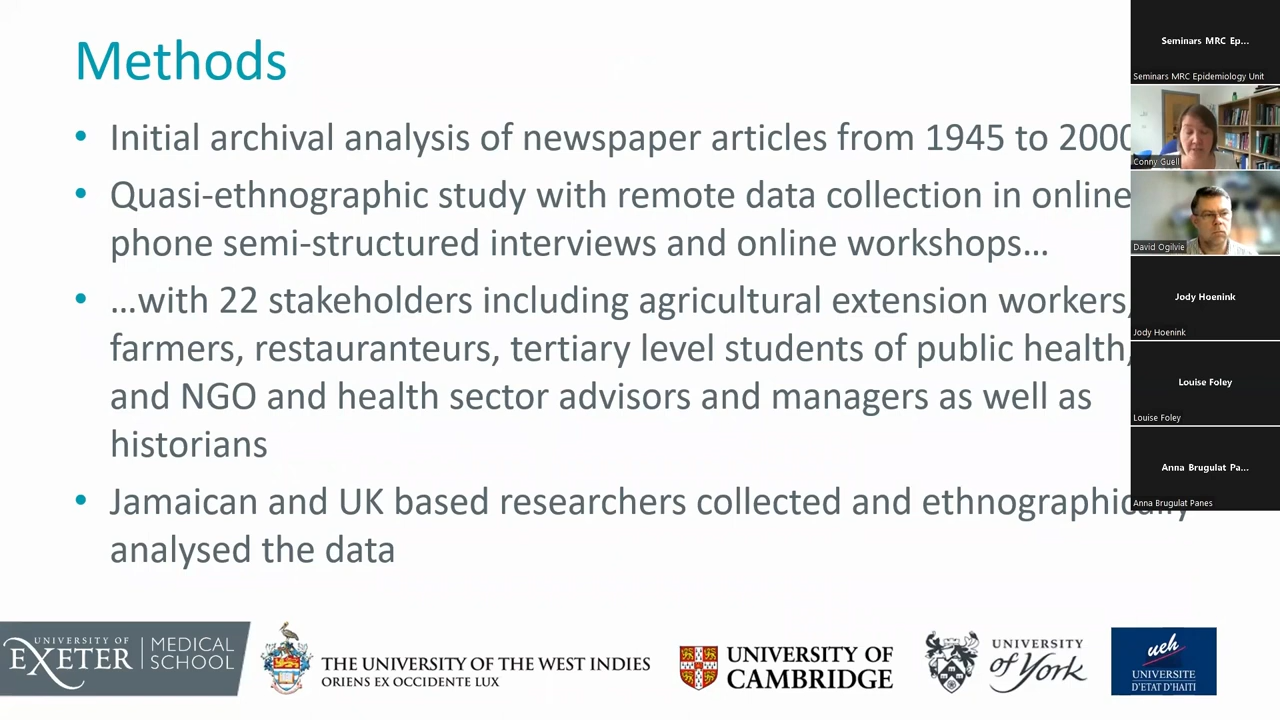 Methods
• Initial archival analysis of newspaper articles from 1945 to 2000
• Quasi-ethnographic study with remote data collection in online
phone semi-structured interviews and online workshops…
• …with 22 stakeholders including agricultural extension workers,
farmers, restauranteurs, tertiary level students of public health,
and NGO and health sector advisors and managers as well as
historians
• Jamaican and UK based researchers collected and ethnographically
analysed the data
Seminars MRC Ep...
Seminars MRC Epidemiology Unit
Conny Guell
David Ogilvie
Jody Hoenink
Jody Hoenink
Louise Foley
Louise Foley
Anna Brugulat Pa...
Anna Brugulat Panes
UNIVERSITY OF
EXETER
MEDICAL
SCHOOL
THE UNIVERSITY OF THE WEST INDIES
ORIENS EX OCCIDENTE LUX
UNIVERSITY OF
CAMBRIDGE
UNIVERSITY
of York
ueh
UNIVERSITE
D'ETAT D'HAITI